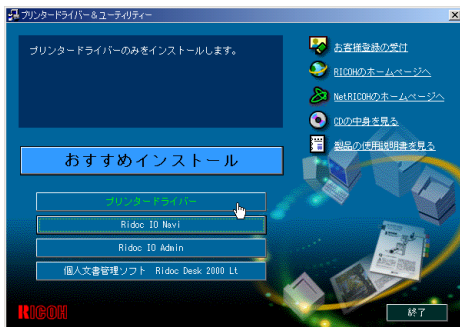 プリンタードライバー＆ユーティリティー
プリンタードライバーのみをインストールします。
お客様登録の受付
RICOHのホームページへ
NetRICOHのホームページへ
CDの中身を見る
製品の使用説明書を見る
おすすめインストール
プリンタードライバー
Ridoc IO Navi
Ridoc IO Admin
個人文書管理ソフト Ridoc Desk 2000 Lt
RICOH
終了